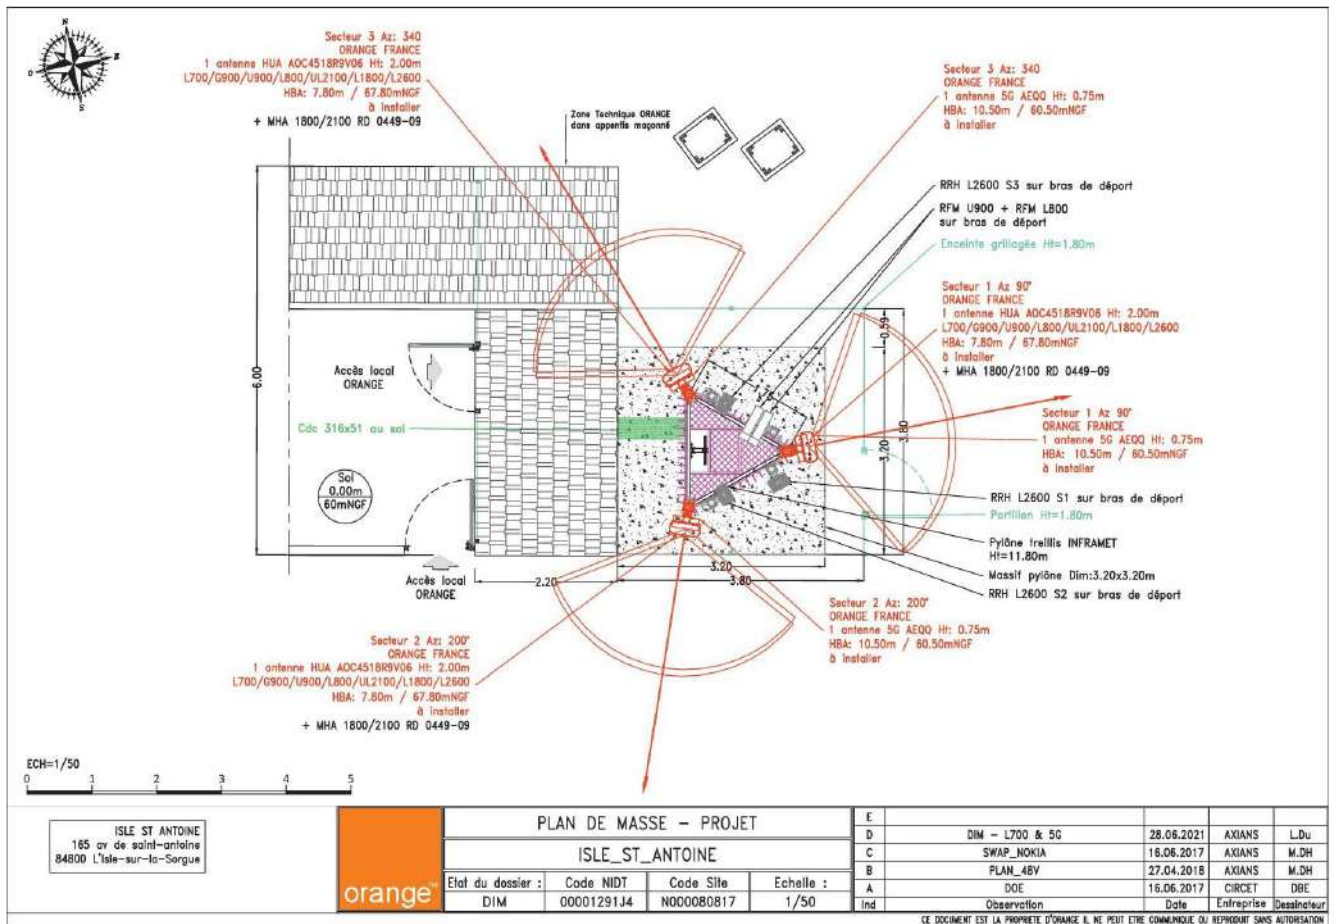 N
E
S
O
Secteur 3 Az: 340
ORANGE FRANCE
1 antenne HUA AOC4518R9V06 Ht: 2.00m
L700/G900/U900/L800/UL2100/L1800/L2600
HBA: 7.80m / 67.80mNGF
à installer
+ MHA 1800/2100 RD 0449-09
Zone Technique ORANGE
dans appentis maçonné
Secteur 3 Az: 340
ORANGE FRANCE
1 antenne 5G AEQQ Ht: 0.75m
HBA: 10.50m / 60.50mNGF
à installer
RRH L2600 S3 sur bras de déport
RFM U900 + RFM L800
sur bras de déport
Enceinte grillagée Ht=1.80m
Secteur 1 Az 90°
ORANGE FRANCE
1 antenne HUA AOC4518R9V06 Ht: 2.00m
L700/G900/U900/L800/UL2100/L1800/L2600
HBA: 7.80m / 67.80mNGF
à installer
+ MHA 1800/2100 RD 0449-09
Secteur 1 Az 90°
ORANGE FRANCE
1 antenne 5G AEQQ Ht: 0.75m
HBA: 10.50m / 60.50mNGF
à installer
6.00
0.59
3.20
3.80
Accès local
ORANGE
Cdc 316x51 au sol
Sol
0.00m
60mNGF
Accès local
ORANGE
2.20
3.20
3.80
RRH L2600 S1 sur bras de déport
Portillon Ht=1.80m
Pylône treillis INFRAMET
Ht=11.80m
Massif pylône Dim:3.20x3.20m
RRH L2600 S2 sur bras de déport
Secteur 2 Az: 200°
ORANGE FRANCE
1 antenne 5G AEQQ Ht: 0.75m
HBA: 10.50m / 60.50mNGF
à installer
Secteur 2 Az: 200°
ORANGE FRANCE
1 antenne HUA AOC4518R9V06 Ht: 2.00m
L700/G900/U900/L800/UL2100/L1800/L2600
HBA: 7.80m / 67.80mNGF
à installer
+ MHA 1800/2100 RD 0449-09
ECH=1/50
0 1 2 3 4 5
ISLE ST ANTOINE
165 av de saint-antoine
84800 L'Isle-sur-la-Sorgue
orange™
PLAN DE MASSE - PROJET
ISLE_ST_ANTOINE
Etat du dossier : Code NIDT Code Site Echelle :
DIM 00001291J4 N000080817 1/50
E
D DIM - L700 & 5G 28.06.2021 AXIANS L.Du
C SWAP_NOKIA 16.06.2017 AXIANS M.DH
B PLAN_48V 27.04.2018 AXIANS M.DH
A DOE 16.06.2017 CIRCET DBE
Ind Observation Date Entreprise Dessinateur
CE DOCUMENT EST LA PROPRIETE D'ORANGE IL NE PEUT ETRE COMMUNIQUE OU REPRODUIT SANS AUTORISATION